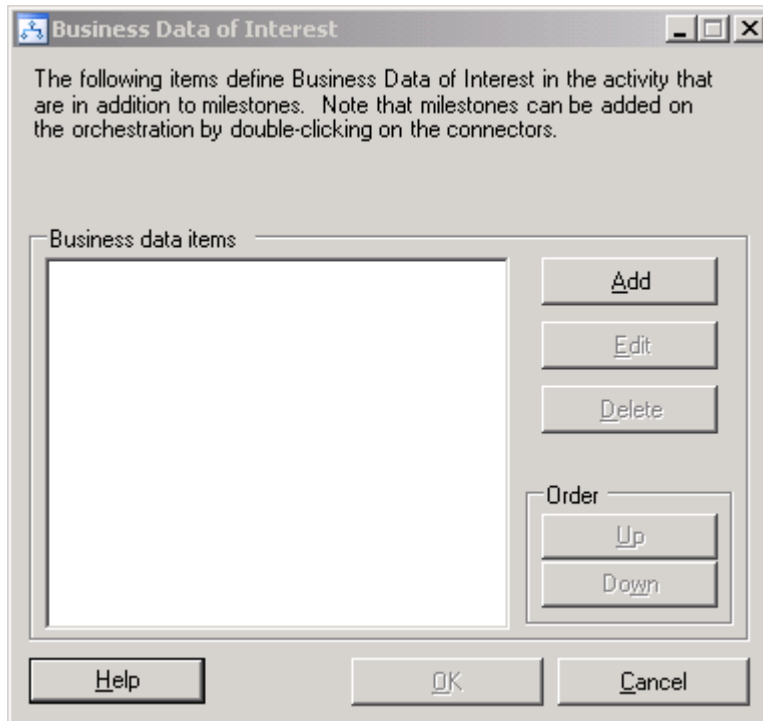 Business Data of Interest
The following items define Business Data of Interest in the activity that
are in addition to milestones.  Note that milestones can be added on
the orchestration by double-clicking on the connectors.
Business data items
Add
Edit
Delete
Order
Up
Down
Help
OK
Cancel